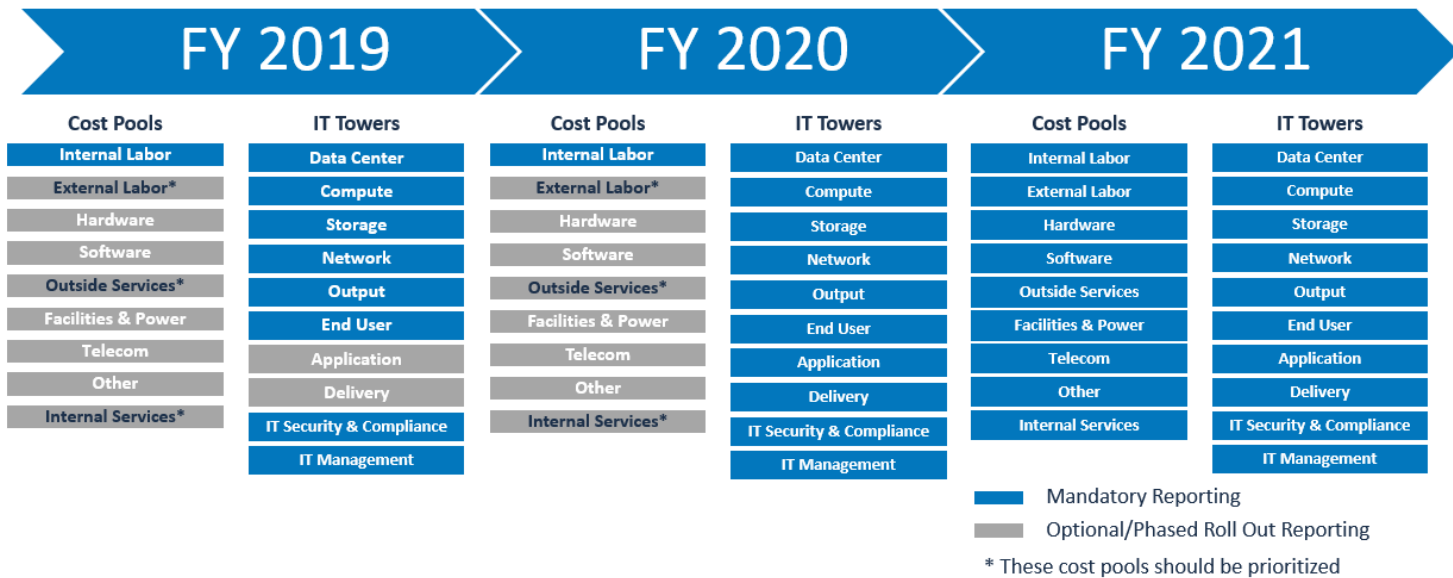 FY 2019
FY 2020
FY 2021
Cost Pools
Internal Labor
External Labor*
Hardware
Software
Outside Services*
Facilities & Power
Telecom
Other
Internal Services*
IT Towers
Data Center
Compute
Storage
Network
Output
End User
Application
Delivery
IT Security & Compliance
IT Management
Cost Pools
Internal Labor
External Labor*
Hardware
Software
Outside Services*
Facilities & Power
Telecom
Other
Internal Services*
IT Towers
Data Center
Compute
Storage
Network
Output
End User
Application
Delivery
IT Security & Compliance
IT Management
Cost Pools
Internal Labor
External Labor
Hardware
Software
Outside Services
Facilities & Power
Telecom
Other
Internal Services
IT Towers
Data Center
Compute
Storage
Network
Output
End User
Application
Delivery
IT Security & Compliance
IT Management
Mandatory Reporting
Optional/Phased Roll Out Reporting
* These cost pools should be prioritized